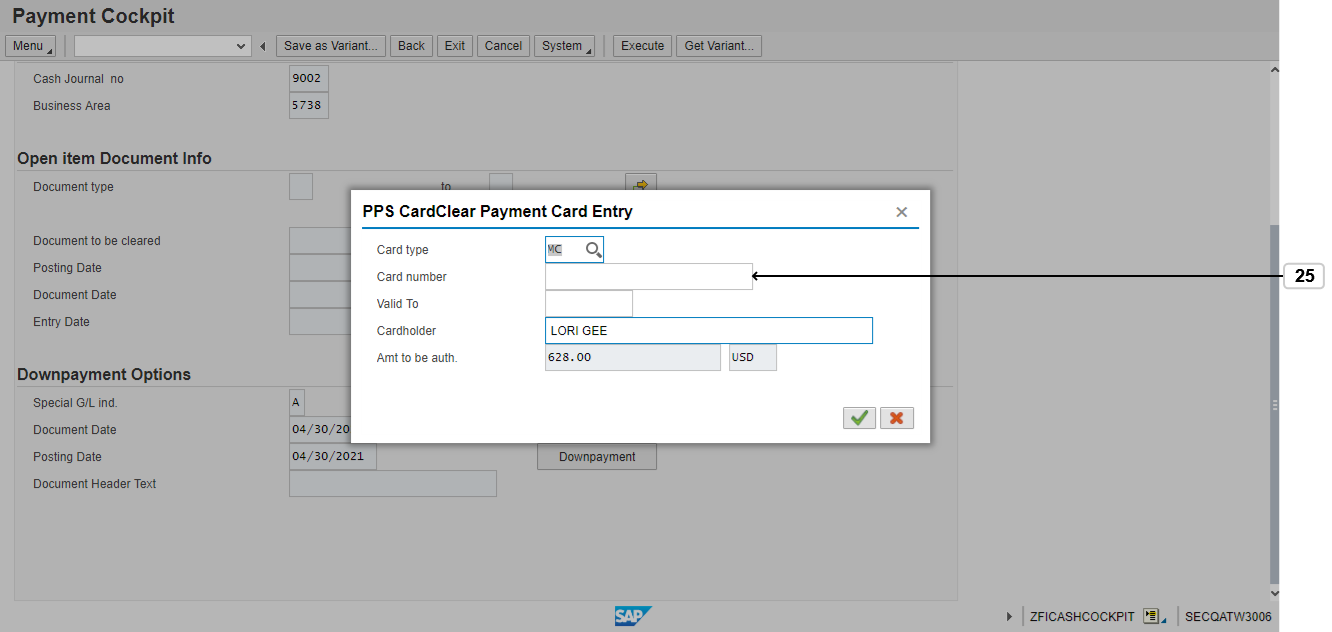 Payment Cockpit
Menu Save as Variant... Back Exit Cancel System Execute Get Variant...
Cash Journal no 9002
Business Area 5738
Open item Document Info
Document type to
PPS CardClear Payment Card Entry
Card type MC
Document to be cleared
Card number 25
Posting Date
Valid To
Document Date
Cardholder LORI GEE
Entry Date
Amt to be auth. 628.00 USD
Downpayment Options
Special G/L ind. A
Document Date 04/30/20
Posting Date 04/30/2021 Downpayment
Document Header Text
SAP ZFICASHCOCKPIT SECQATW3006